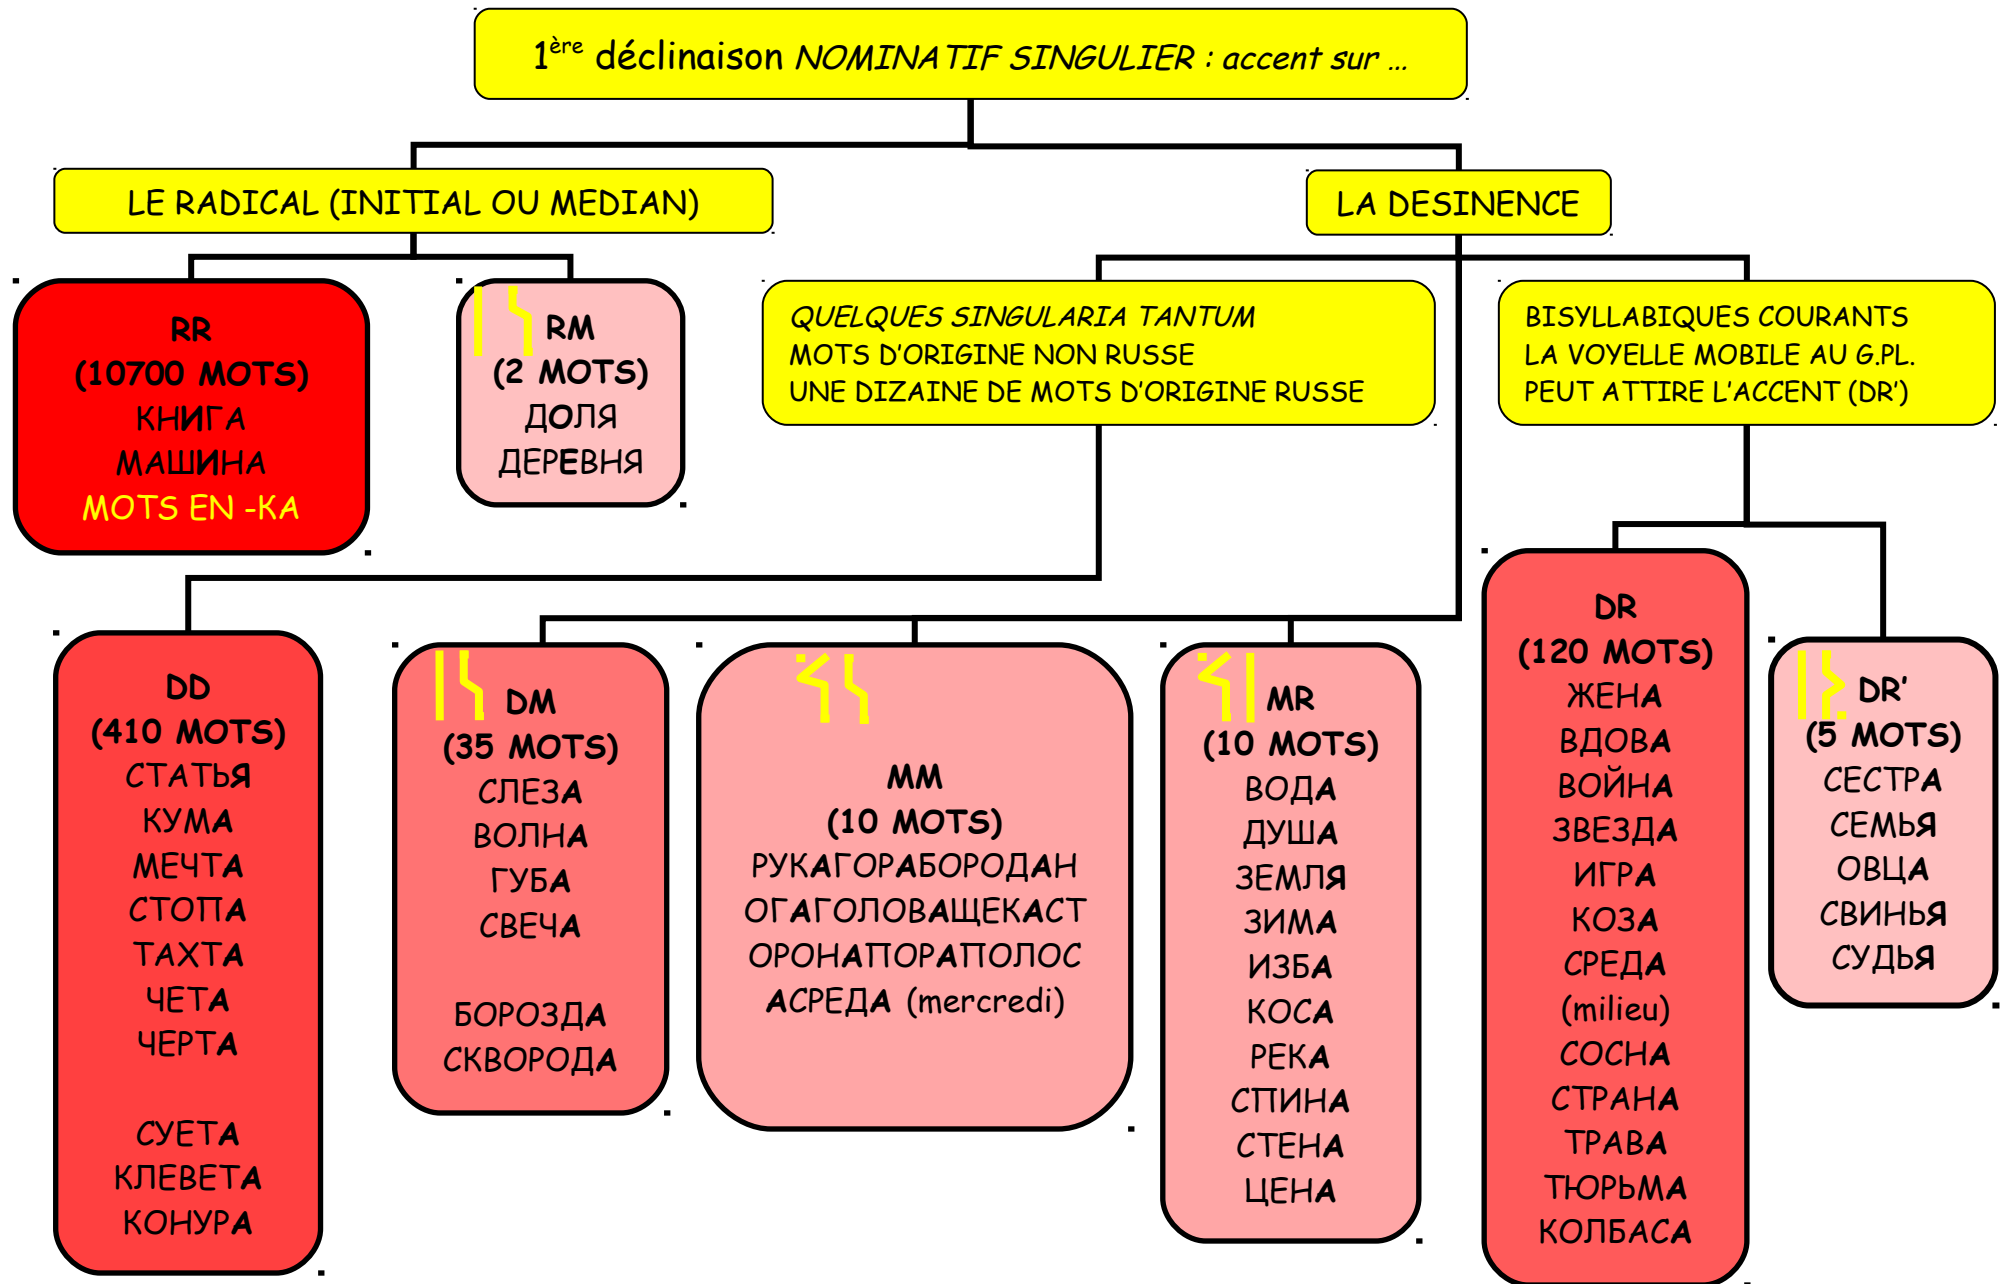 1ère déclinaison NOMINATIF SINGULIER : accent sur …
LE RADICAL (INITIAL OU MEDIAN)
LA DESINENCE
RR
(10700 MOTS)
КНИГА
МАШИНА
MOTS EN -КА
RM
(2 MOTS)
ДОЛЯ
ДЕРЕВНЯ
QUELQUES SINGULARIA TANTUM
MOTS D'ORIGINE NON RUSSE
UNE DIZAINE DE MOTS D'ORIGINE RUSSE
BISYLLABIQUES COURANTS
LA VOYELLE MOBILE AU G.PL.
PEUT ATTIRE L'ACCENT (DR')
DD
(410 MOTS)
СТАТЬЯ
КУМА
МЕЧТА
СТОПА
ТАХТА
ЧЕТА
ЧЕРТА
СУЕТА
КЛЕВЕТА
КОНУРА
DM
(35 MOTS)
СЛЕЗА
ВОЛНА
ГУБА
СВЕЧА
БОРОЗДА
СКВОРОДА
MM
(10 MOTS)
РУКАГОРАБОРОДАН
ОГАГОЛОВАЩЕКАСТ
ОРОНАПОРАПОЛОС
АСРЕДА (mercredi)
MR
(10 MOTS)
ВОДА
ДУША
ЗЕМЛЯ
ЗИМА
ИЗБА
КОСА
РЕКА
СПИНА
СТЕНА
ЦЕНА
DR
(120 MOTS)
ЖЕНА
ВДОВА
ВОЙНА
ЗВЕЗДА
ИГРА
КОЗА
СРЕДА
(milieu)
СОСНА
СТРАНА
ТРАВА
ТЮРЬМА
КОЛБАСА
DR'
(5 MOTS)
СЕСТРА
СЕМЬЯ
ОВЦА
СВИНЬЯ
СУДЬЯ